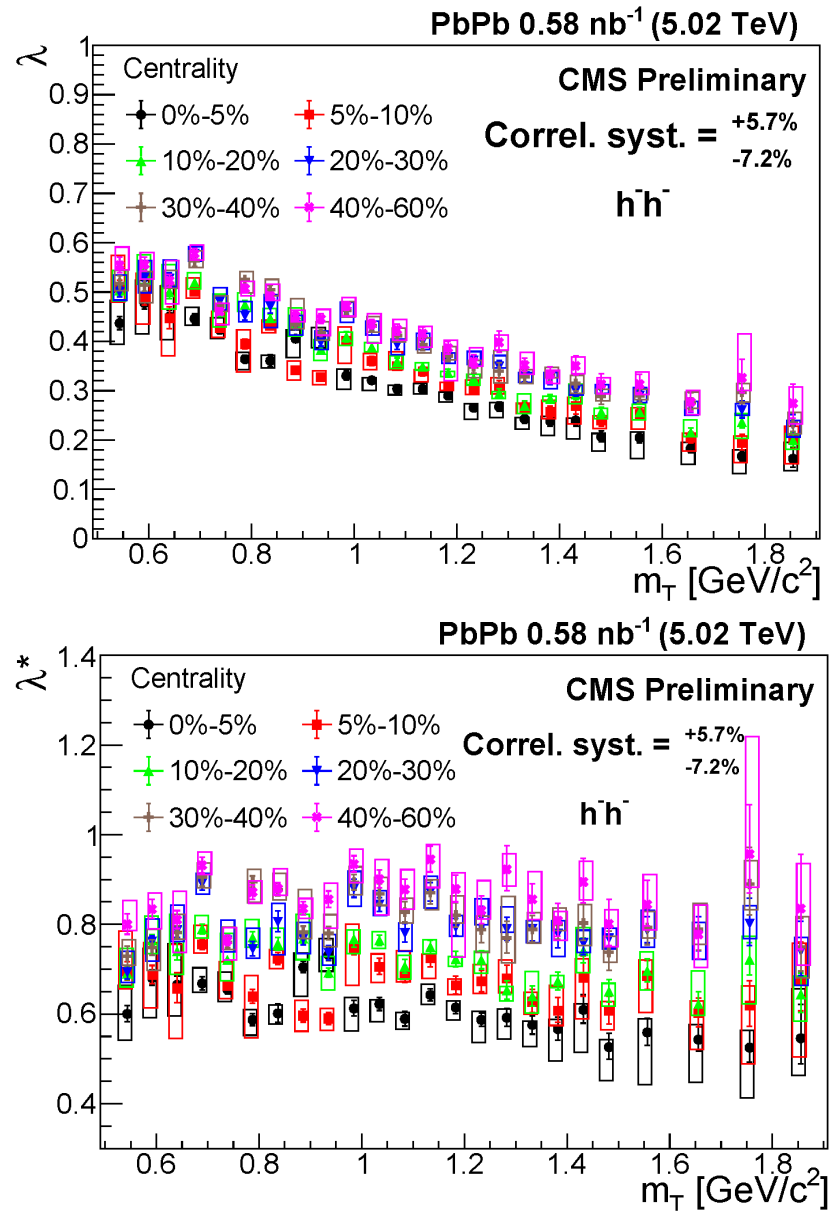 PbPb 0.58 nb⁻¹ (5.02 TeV)
λ
1
0.9
0.8
0.7
0.6
0.5
0.4
0.3
0.2
0.1
0
Centrality
0%-5% 5%-10%
10%-20% 20%-30%
30%-40% 40%-60%
CMS Preliminary
Correl. syst. = +5.7%
-7.2%
h⁻h⁻
0.6 0.8 1 1.2 1.4 1.6 1.8
m_T [GeV/c²]
PbPb 0.58 nb⁻¹ (5.02 TeV)
λ*
1.4
1.2
1
0.8
0.6
0.4
Centrality
0%-5% 5%-10%
10%-20% 20%-30%
30%-40% 40%-60%
CMS Preliminary
Correl. syst. = +5.7%
-7.2%
h⁻h⁻
0.6 0.8 1 1.2 1.4 1.6 1.8
m_T [GeV/c²]